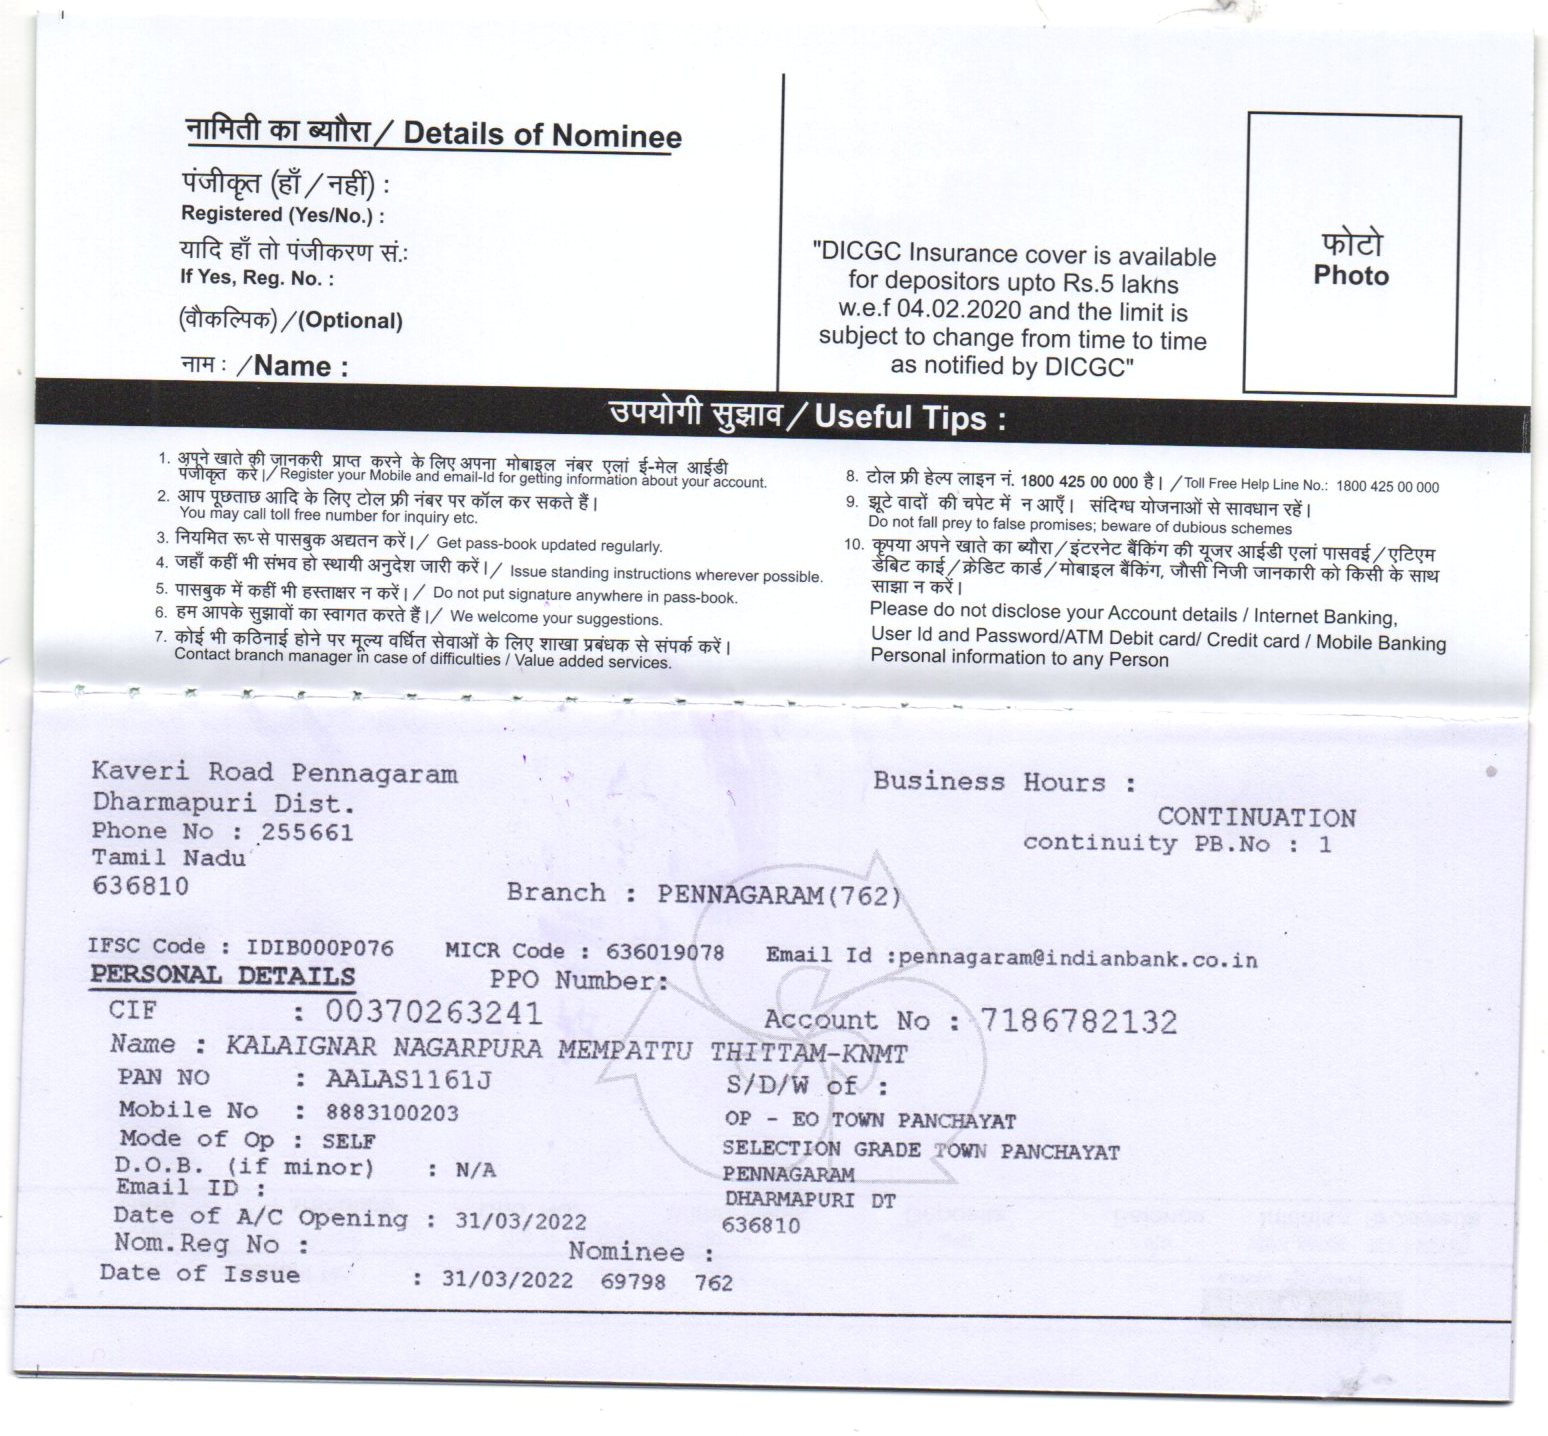 नामिती का ब्यौरा / Details of Nominee
पंजीकृत (हाँ / नहीं) :
Registered (Yes/No.) :
यादि हाँ तो पंजीकरण सं.:
If Yes, Reg. No. :
(वौकल्पिक) / (Optional)
नाम : / Name :
"DICGC Insurance cover is available
for depositors upto Rs.5 lakns
w.e.f 04.02.2020 and the limit is
subject to change from time to time
as notified by DICGC"
फोटो
Photo
उपयोगी सुझाव / Useful Tips :
1. अपने खाते की जानकरी प्राप्त करने के लिए अपना मोबाइल नंबर एलां ई-मेल आईडी
पंजीकृत करें। / Register your Mobile and email-Id for getting information about your account.
2. आप पूछताछ आदि के लिए टोल फ्री नंबर पर कॉल कर सकते हैं।
You may call toll free number for inquiry etc.
3. नियमित रूप से पासबुक अद्यतन करें। / Get pass-book updated regularly.
4. जहाँ कहीं भी संभव हो स्थायी अनुदेश जारी करें। / Issue standing instructions wherever possible.
5. पासबुक में कहीं भी हस्ताक्षर न करें। / Do not put signature anywhere in pass-book.
6. हम आपके सुझावों का स्वागत करते हैं। / We welcome your suggestions.
7. कोई भी कठिनाई होने पर मूल्य वर्धित सेवाओं के लिए शाखा प्रबंधक से संपर्क करें।
Contact branch manager in case of difficulties / Value added services.
8. टोल फ्री हेल्प लाइन नं. 1800 425 00 000 है। / Toll Free Help Line No.: 1800 425 00 000
9. झूटे वादों की चपेट में न आएँ। संदिग्ध योजनाओं से सावधान रहें।
Do not fall prey to false promises; beware of dubious schemes
10. कृपया अपने खाते का ब्यौरा / इंटरनेट बैंकिंग की यूजर आईडी एलां पासवर्ई / एटिएम
डेबिट काई / क्रेडिट कार्ड / मोबाइल बैंकिंग, जौसी निजी जानकारी को किसी के साथ
साझा न करें।
Please do not disclose your Account details / Internet Banking,
User Id and Password/ATM Debit card/ Credit card / Mobile Banking
Personal information to any Person
Kaveri Road Pennagaram
Dharmapuri Dist.
Phone No : 255661
Tamil Nadu
636810
Business Hours :
CONTINUATION
continuity PB.No : 1
Branch : PENNAGARAM(762)
IFSC Code : IDIB000P076 MICR Code : 636019078 Email Id :pennagaram@indianbank.co.in
PERSONAL DETAILS PPO Number:
CIF : 00370263241 Account No : 7186782132
Name : KALAIGNAR NAGARPURA MEMPATTU THITTAM-KNMT
PAN NO : AALAS1161J S/D/W of :
Mobile No : 8883100203 OP - EO TOWN PANCHAYAT
Mode of Op : SELF SELECTION GRADE TOWN PANCHAYAT
D.O.B. (if minor) : N/A PENNAGARAM
Email ID : DHARMAPURI DT
Date of A/C Opening : 31/03/2022 636810
Nom.Reg No : Nominee :
Date of Issue : 31/03/2022 69798 762